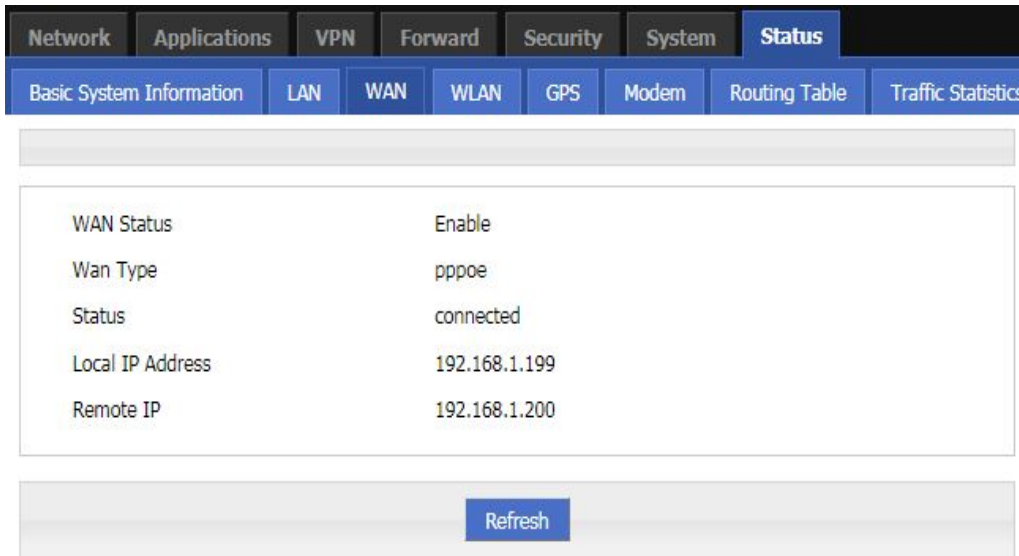 Network Applications VPN Forward Security System Status
Basic System Information LAN WAN WLAN GPS Modem Routing Table Traffic Statistics
WAN Status Enable
Wan Type pppoe
Status connected
Local IP Address 192.168.1.199
Remote IP 192.168.1.200
Refresh